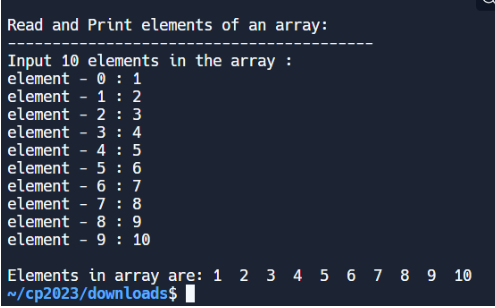 Read and Print elements of an array:
-----------------------------------------
Input 10 elements in the array :
element - 0 : 1
element - 1 : 2
element - 2 : 3
element - 3 : 4
element - 4 : 5
element - 5 : 6
element - 6 : 7
element - 7 : 8
element - 8 : 9
element - 9 : 10
Elements in array are: 1  2  3  4  5  6  7  8  9  10
~/cp2023/downloads$